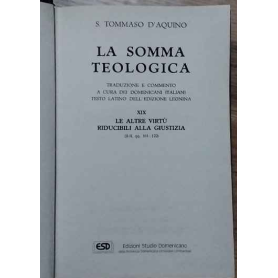 S. TOMMASO D'AQUINO
LA SOMMA
TEOLOGICA
TRADUZIONE E COMMENTO
A CURA DEI DOMENICANI ITALIANI
TESTO LATINO DELL'EDIZIONE LEONINA
XIX
LE ALTRE VIRTÙ
RIDUCIBILI ALLA GIUSTIZIA
ESD
Edizioni Studio Domenicano